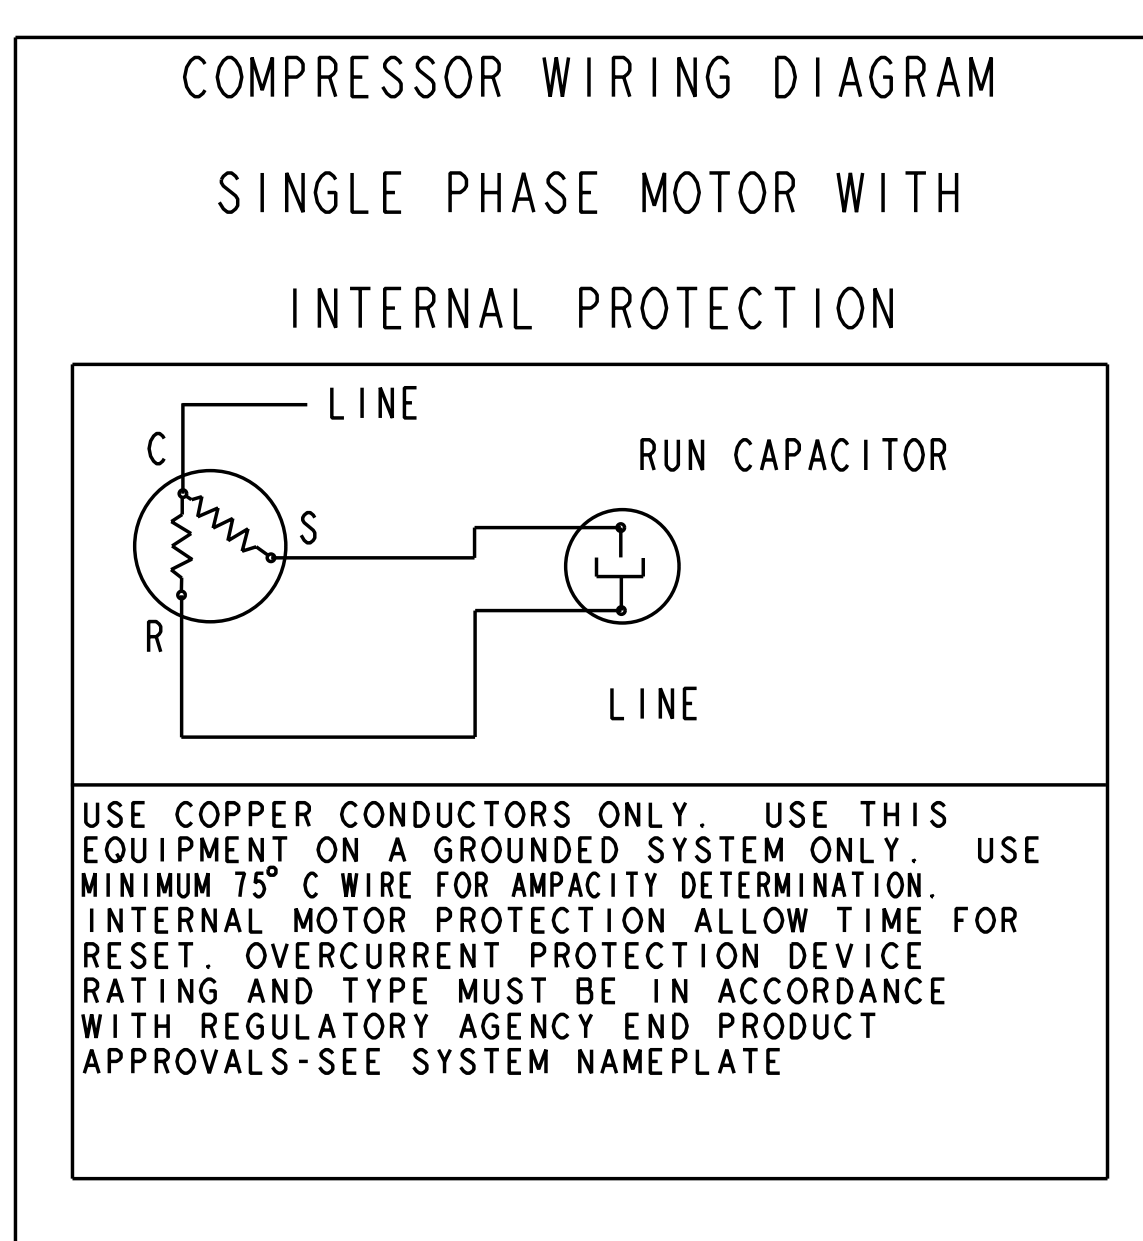 COMPRESSOR WIRING DIAGRAM
SINGLE PHASE MOTOR WITH
INTERNAL PROTECTION
LINE
C
RUN CAPACITOR
S
R
LINE
USE COPPER CONDUCTORS ONLY. USE THIS
EQUIPMENT ON A GROUNDED SYSTEM ONLY. USE
MINIMUM 75° C WIRE FOR AMPACITY DETERMINATION.
INTERNAL MOTOR PROTECTION ALLOW TIME FOR
RESET. OVERCURRENT PROTECTION DEVICE
RATING AND TYPE MUST BE IN ACCORDANCE
WITH REGULATORY AGENCY END PRODUCT
APPROVALS-SEE SYSTEM NAMEPLATE